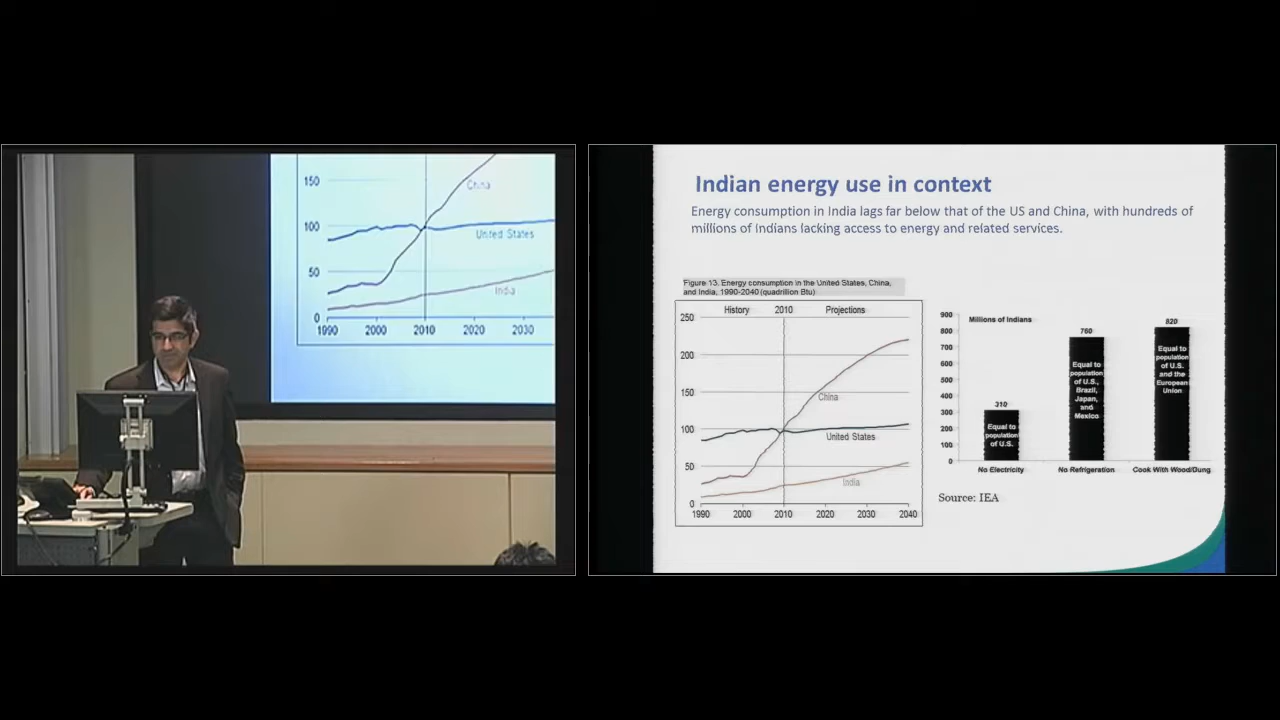 150
China
100
United States
50
India
0
1990 2000 2010 2020 2030
Indian energy use in context
Energy consumption in India lags far below that of the US and China, with hundreds of
millions of Indians lacking access to energy and related services.
Figure 13. Energy consumption in the United States, China,
and India, 1990-2040 (quadrillion Btu)
History 2010 Projections
250
200
150
China
100
United States
50
India
0
1990 2000 2010 2020 2030 2040
900
Millions of Indians
800
700
600
500
400
300
200
100
0
310
Equal to
population
of U.S.
760
Equal to
population
of U.S.,
Brazil,
Japan,
and
Mexico
820
Equal to
population
of U.S.
and the
European
Union
No Electricity No Refrigeration Cook With Wood/Dung
Source: IEA